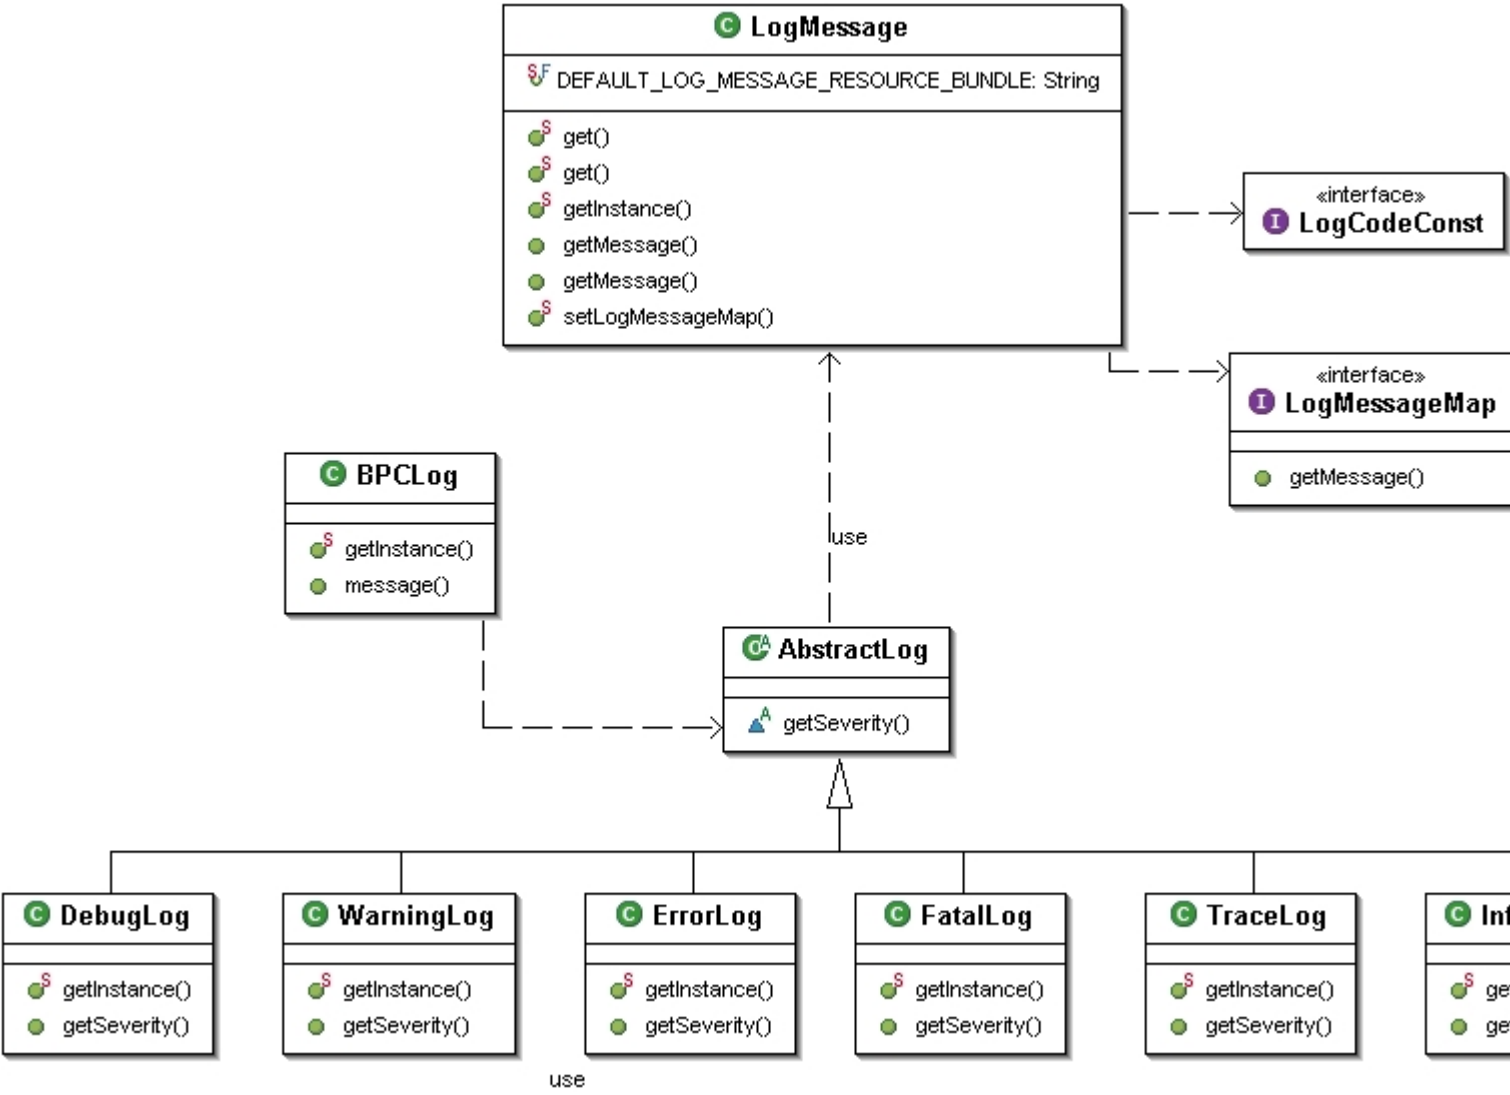 LogMessage
DEFAULT_LOG_MESSAGE_RESOURCE_BUNDLE: String
get()
get()
getInstance()
getMessage()
getMessage()
setLogMessageMap()
«interface»
LogCodeConst
«interface»
LogMessageMap
getMessage()
BPCLog
getInstance()
message()
use
AbstractLog
getSeverity()
DebugLog
getInstance()
getSeverity()
WarningLog
getInstance()
getSeverity()
ErrorLog
getInstance()
getSeverity()
FatalLog
getInstance()
getSeverity()
TraceLog
getInstance()
getSeverity()
use